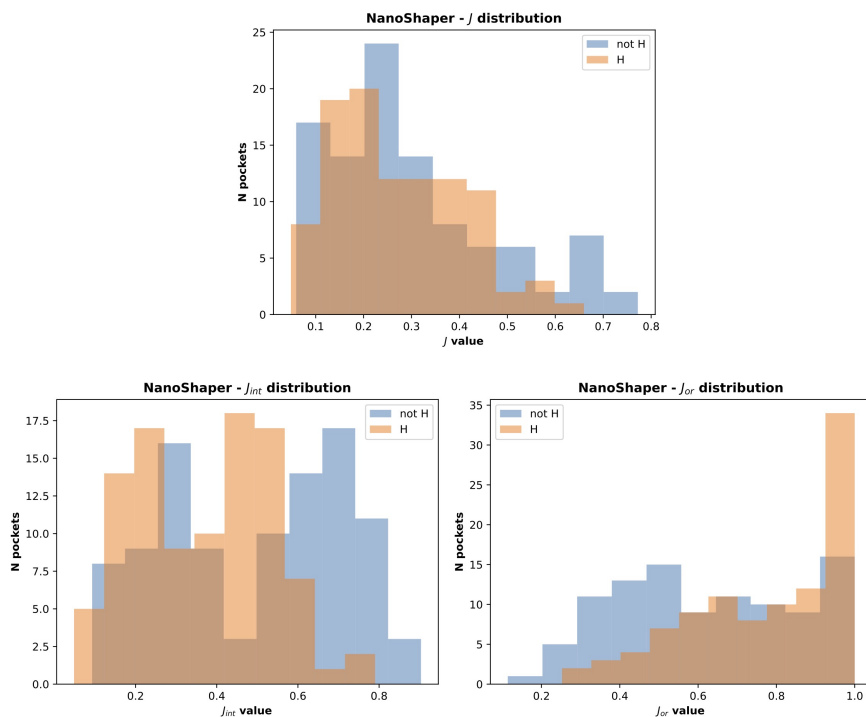 NanoShaper - J distribution
25
20
15
10
5
0
N pockets
not H
H
0.1 0.2 0.3 0.4 0.5 0.6 0.7 0.8
J value
NanoShaper - J_int distribution
17.5
15.0
12.5
10.0
7.5
5.0
2.5
0.0
N pockets
not H
H
0.2 0.4 0.6 0.8
J_int value
NanoShaper - J_or distribution
35
30
25
20
15
10
5
0
N pockets
not H
H
0.2 0.4 0.6 0.8 1.0
J_or value